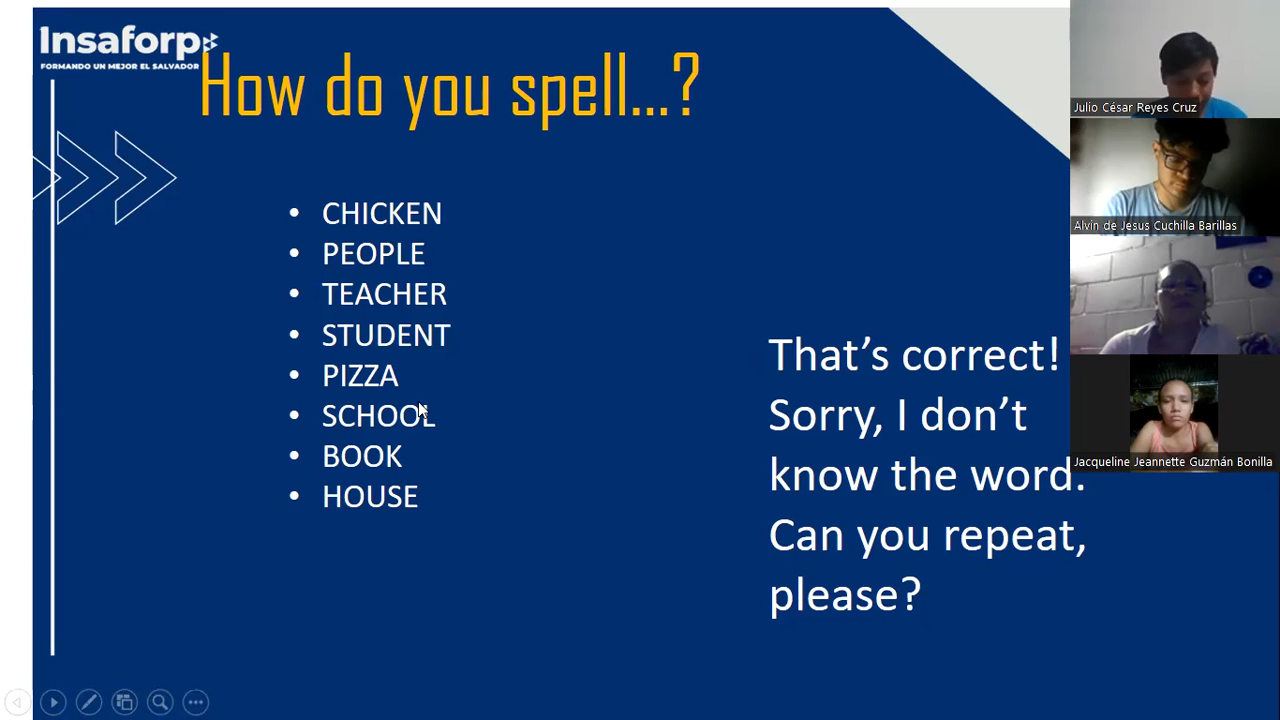 Insaforp
FORMANDO UN MEJOR EL SALVADOR
How do you spell...?
• CHICKEN
• PEOPLE
• TEACHER
• STUDENT
• PIZZA
• SCHOOL
• BOOK
• HOUSE
That's correct!
Sorry, I don't
know the word.
Can you repeat,
please?
Julio César Reyes Cruz
Alvin de Jesus Cuchilla Barillas
Jacqueline Jeannette Guzmán Bonilla